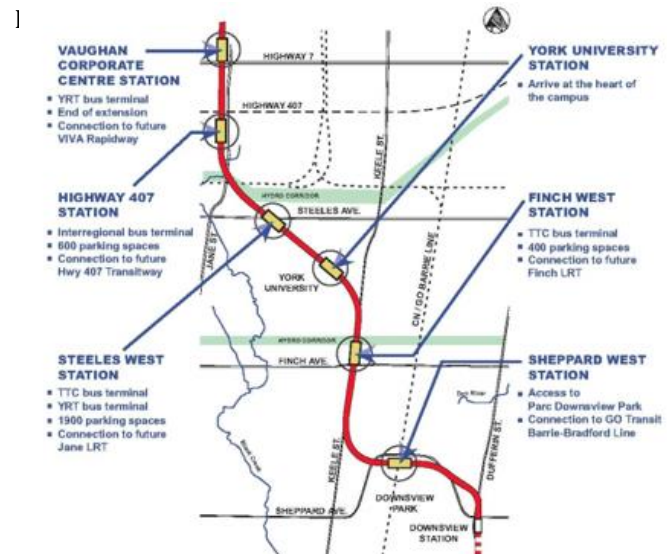 VAUGHAN
CORPORATE
CENTRE STATION
▪ YRT bus terminal
▪ End of extension
▪ Connection to future
VIVA Rapidway
HIGHWAY 407
STATION
▪ Interregional bus terminal
▪ 600 parking spaces
▪ Connection to future
Hwy 407 Transitway
STEELES WEST
STATION
▪ TTC bus terminal
▪ YRT bus terminal
▪ 1900 parking spaces
▪ Connection to future
Jane LRT
HIGHWAY 7
HIGHWAY 407
KEELE ST.
HYDRO CORRIDOR
STEELES AVE.
JANE ST.
YORK
UNIVERSITY
CN / GO BARRIE LINE
HYDRO CORRIDOR
FINCH AVE.
Don River
Black Creek
KEELE ST.
DUFFERIN ST.
DOWNSVIEW
PARK
SHEPPARD AVE.
DOWNSVIEW
STATION
YORK UNIVERSITY
STATION
▪ Arrive at the heart of
the campus
FINCH WEST
STATION
▪ TTC bus terminal
▪ 400 parking spaces
▪ Connection to future
Finch LRT
SHEPPARD WEST
STATION
▪ Access to
Parc Downsview Park
▪ Connection to GO Transit
Barrie-Bradford Line